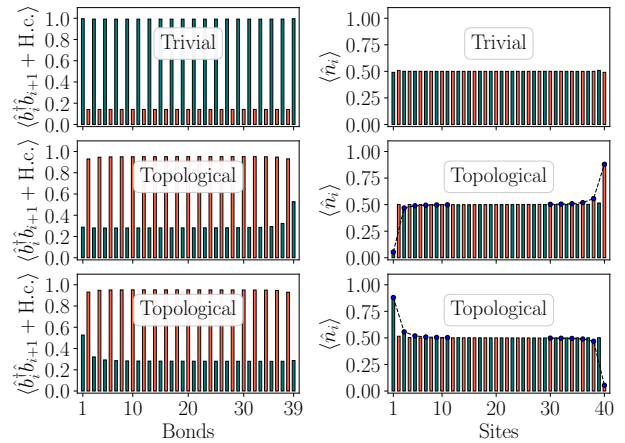 ⟨b̂†ᵢb̂ᵢ₊₁ + H.c.⟩
1.0
0.8
0.6
0.4
0.2
0.0
Trivial
⟨n̂ᵢ⟩
1.00
0.75
0.50
0.25
0.00
Trivial
⟨b̂†ᵢb̂ᵢ₊₁ + H.c.⟩
1.0
0.8
0.6
0.4
0.2
0.0
Topological
⟨n̂ᵢ⟩
1.00
0.75
0.50
0.25
0.00
Topological
⟨b̂†ᵢb̂ᵢ₊₁ + H.c.⟩
1.0
0.8
0.6
0.4
0.2
0.0
Topological
1 10 20 30 39
Bonds
⟨n̂ᵢ⟩
1.00
0.75
0.50
0.25
0.00
Topological
1 10 20 30 40
Sites